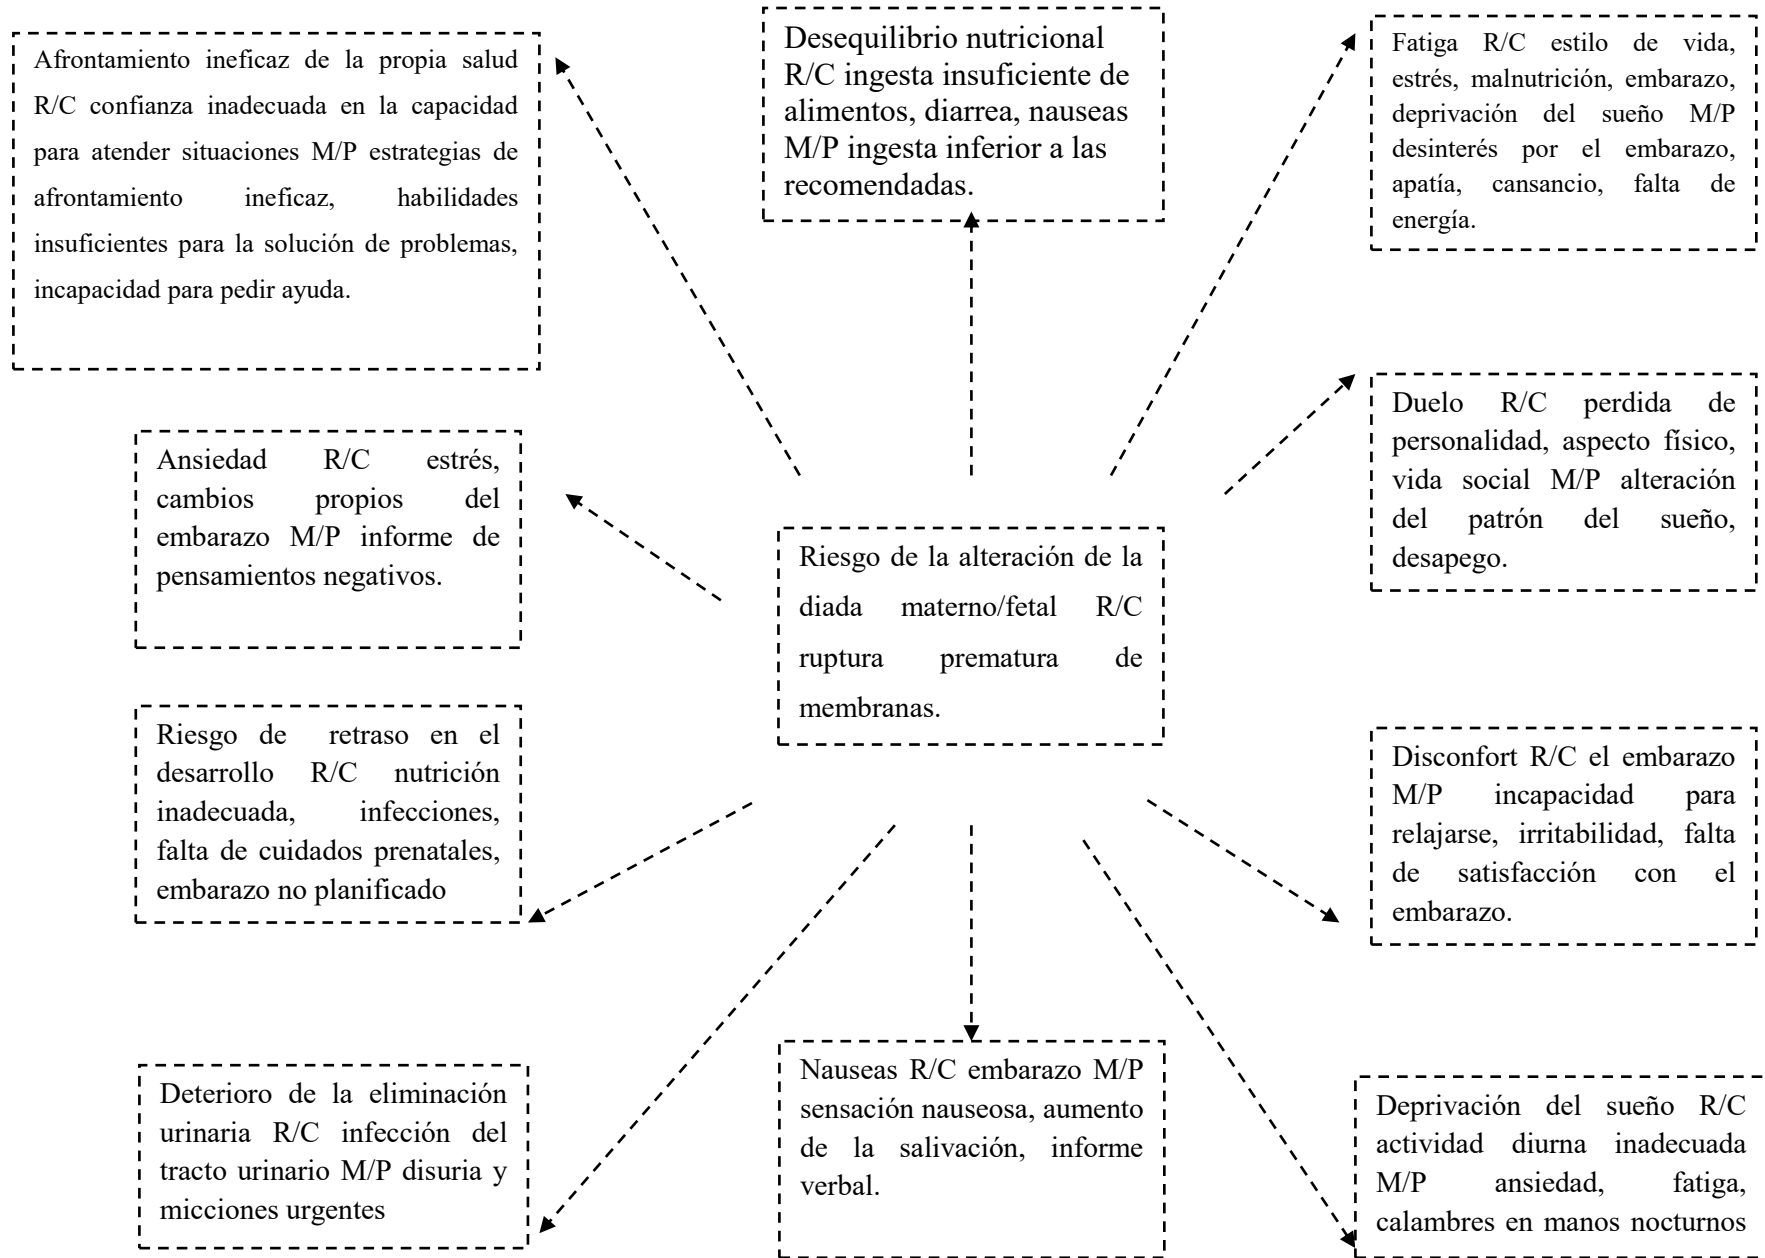 Afrontamiento ineficaz de la propia salud
R/C confianza inadecuada en la capacidad
para atender situaciones M/P estrategias de
afrontamiento ineficaz, habilidades
insuficientes para la solución de problemas,
incapacidad para pedir ayuda.
Desequilibrio nutricional
R/C ingesta insuficiente de
alimentos, diarrea, nauseas
M/P ingesta inferior a las
recomendadas.
Fatiga R/C estilo de vida,
estrés, malnutrición, embarazo,
deprivación del sueño M/P
desinterés por el embarazo,
apatía, cansancio, falta de
energía.
Ansiedad R/C estrés,
cambios propios del
embarazo M/P informe de
pensamientos negativos.
Riesgo de la alteración de la
diada materno/fetal R/C
ruptura prematura de
membranas.
Duelo R/C perdida de
personalidad, aspecto físico,
vida social M/P alteración
del patrón del sueño,
desapego.
Riesgo de retraso en el
desarrollo R/C nutrición
inadecuada, infecciones,
falta de cuidados prenatales,
embarazo no planificado
Disconfort R/C el embarazo
M/P incapacidad para
relajarse, irritabilidad, falta
de satisfacción con el
embarazo.
Deterioro de la eliminación
urinaria R/C infección del
tracto urinario M/P disuria y
micciones urgentes
Nauseas R/C embarazo M/P
sensación nauseosa, aumento
de la salivación, informe
verbal.
Deprivación del sueño R/C
actividad diurna inadecuada
M/P ansiedad, fatiga,
calambres en manos nocturnos